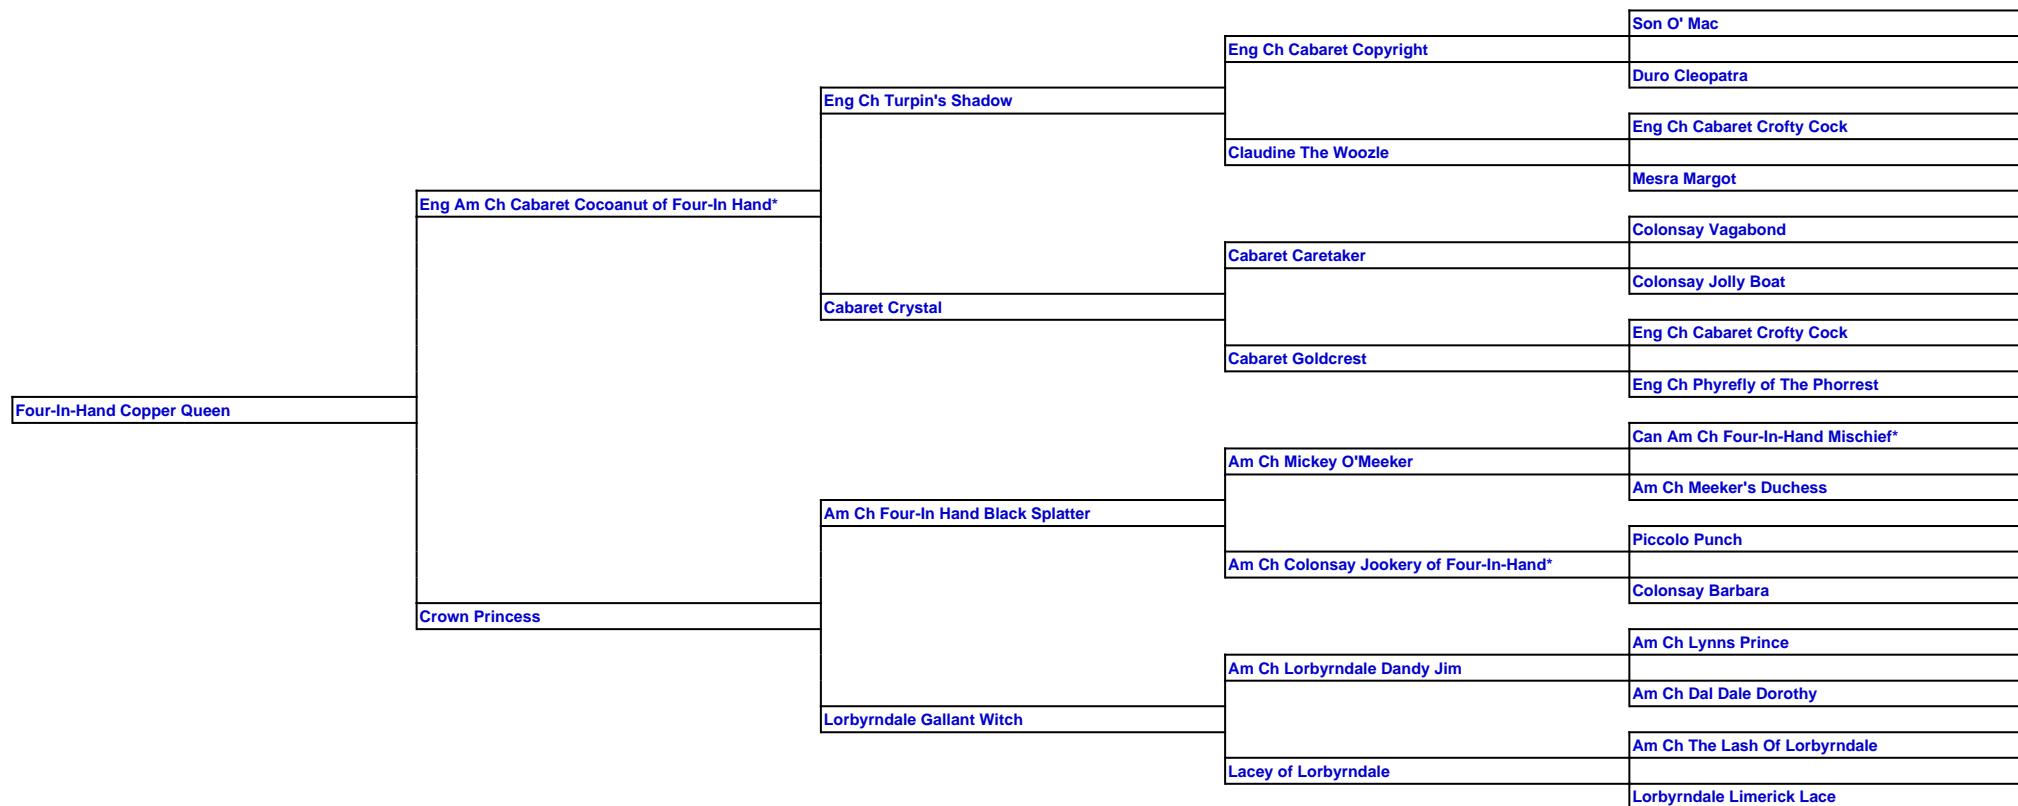 Son O' Mac
Eng Ch Cabaret Copyright
Duro Cleopatra
Eng Ch Turpin's Shadow
Eng Ch Cabaret Crofty Cock
Claudine The Woozle
Mesra Margot
Eng Am Ch Cabaret Cocoanut of Four-In Hand*
Colonsay Vagabond
Cabaret Caretaker
Colonsay Jolly Boat
Cabaret Crystal
Eng Ch Cabaret Crofty Cock
Cabaret Goldcrest
Eng Ch Phyrefly of The Phorrest
Four-In-Hand Copper Queen
Can Am Ch Four-In-Hand Mischief*
Am Ch Mickey O'Meeker
Am Ch Meeker's Duchess
Am Ch Four-In Hand Black Splatter
Piccolo Punch
Am Ch Colonsay Jookery of Four-In-Hand*
Colonsay Barbara
Crown Princess
Am Ch Lynns Prince
Am Ch Lorbyrndale Dandy Jim
Am Ch Dal Dale Dorothy
Lorbyrndale Gallant Witch
Am Ch The Lash Of Lorbyrndale
Lacey of Lorbyrndale
Lorbyrndale Limerick Lace